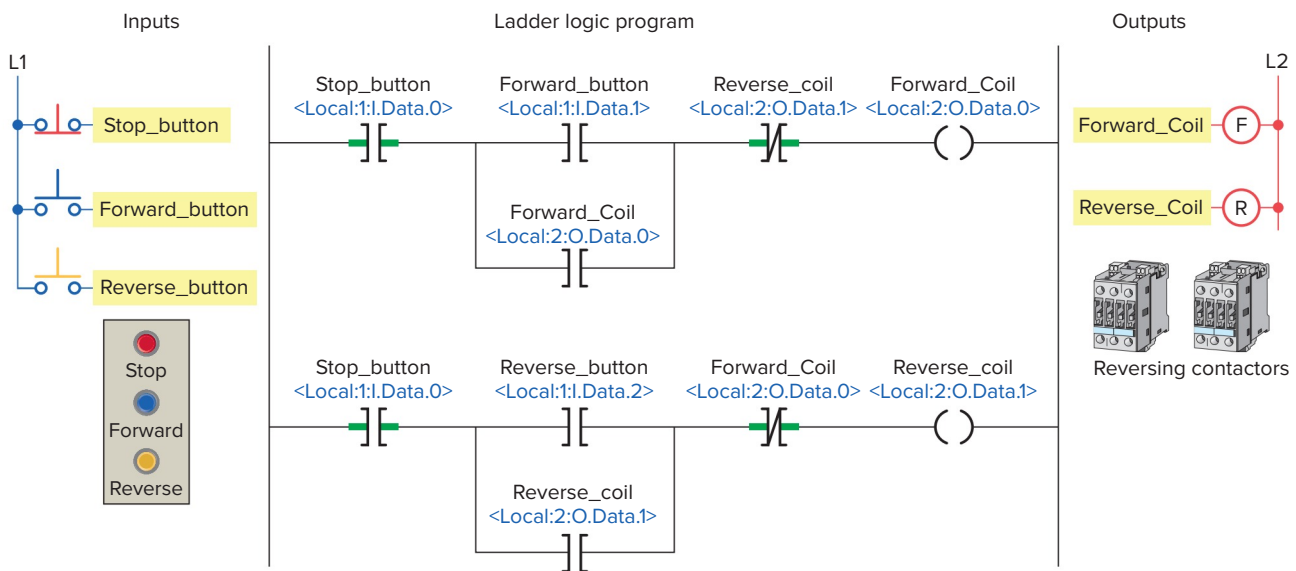 Inputs
Ladder logic program
Outputs
L1
L2
Stop_button
Forward_button
Reverse_button
Stop
Forward
Reverse
Stop_button
<Local:1:I.Data.0>
Forward_button
<Local:1:I.Data.1>
Reverse_coil
<Local:2:O.Data.1>
Forward_Coil
<Local:2:O.Data.0>
Forward_Coil
<Local:2:O.Data.0>
Stop_button
<Local:1:I.Data.0>
Reverse_button
<Local:1:I.Data.2>
Forward_Coil
<Local:2:O.Data.0>
Reverse_coil
<Local:2:O.Data.1>
Reverse_coil
<Local:2:O.Data.1>
Forward_Coil
F
Reverse_Coil
R
Reversing contactors